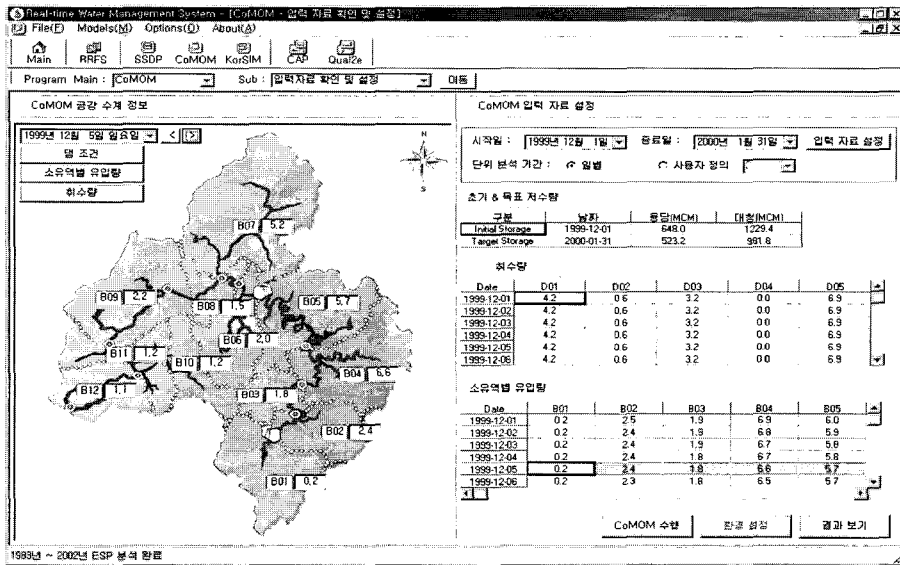 Real-time Water Management System - [CoMOM - 입력 자료 확인 및 설정]
File(F) Models(M) Options(O) About(A)
Main RRFS SSDP CoMOM KorSIM CAP Qual2e
Program Main : CoMOM Sub : 입력자료 확인 및 설정 이동
CoMOM 금강 수계 정보
1999년 12월 5일 일요일 < >
댐 조건
소유역별 유입량
취수량
N
S
B07 5.2
B09 2.2
B08 1.5
B05 5.7
B06 2.0
B11 1.2
B10 1.2
B04 6.6
B12 1.1
B03 1.8
B02 2.4
B01 0.2
CoMOM 입력 자료 설정
시작일 : 1999년 12월 1일 종료일 : 2000년 1월 31일 입력 자료 설정
단위 분석 기간 : 일별 사용자 정의
초기 & 목표 저수량
구분 날짜 용담(MCM) 대청(MCM)
Initial Storage 1999-12-01 648.0 1229.4
Target Storage 2000-01-31 523.2 981.8
취수량
Date D01 D02 D03 D04 D05
1999-12-01 4.2 0.6 3.2 0.0 6.9
1999-12-02 4.2 0.6 3.2 0.0 6.9
1999-12-03 4.2 0.6 3.2 0.0 6.9
1999-12-04 4.2 0.6 3.2 0.0 6.9
1999-12-05 4.2 0.6 3.2 0.0 6.9
1999-12-06 4.2 0.6 3.2 0.0 6.9
소유역별 유입량
Date B01 B02 B03 B04 B05
1999-12-01 0.2 2.5 1.9 6.9 6.0
1999-12-02 0.2 2.4 1.9 6.8 5.9
1999-12-03 0.2 2.4 1.9 6.7 5.8
1999-12-04 0.2 2.4 1.8 6.7 5.8
1999-12-05 0.2 2.4 1.8 6.6 5.7
1999-12-06 0.2 2.3 1.8 6.5 5.7
CoMOM 수행 환경 설정 결과 보기
1983년 ~ 2002년 ESP 분석 완료